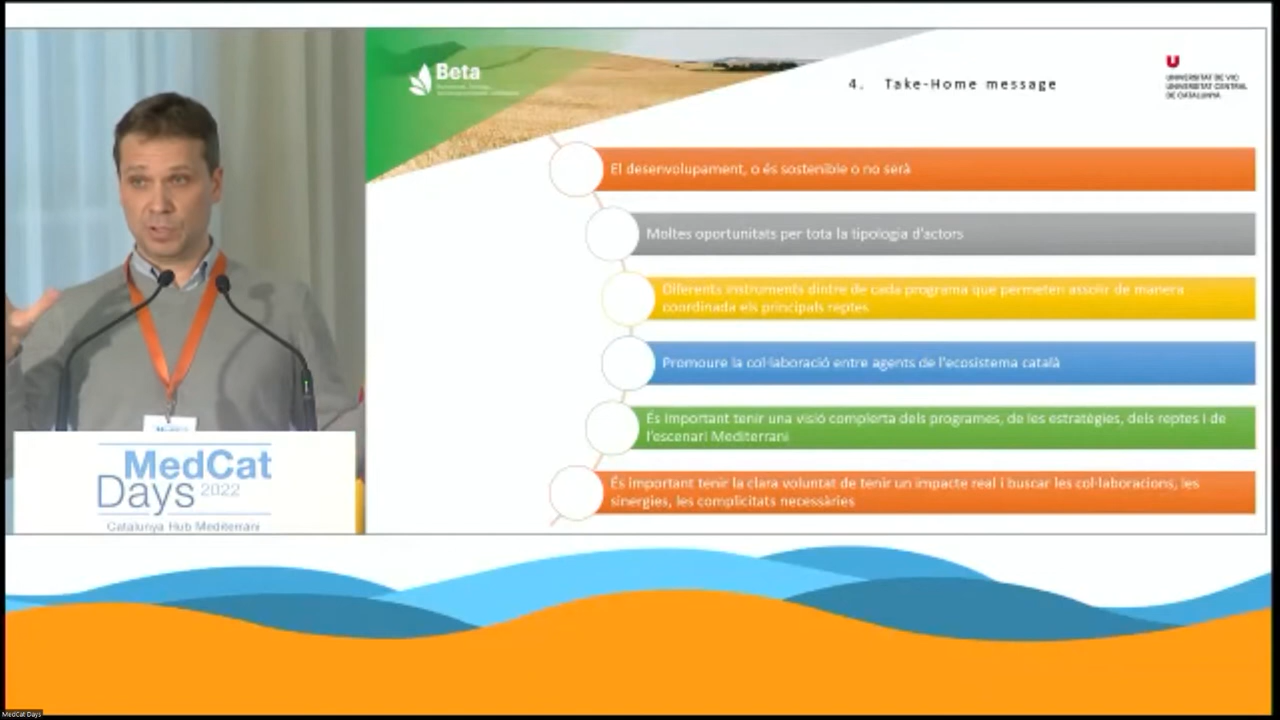 Beta
4. Take-Home message
U
UNIVERSITAT DE VIC
UNIVERSITAT CENTRAL
DE CATALUNYA
El desenvolupament, o és sostenible o no serà
Moltes oportunitats per tota la tipologia d'actors
Diferents instruments dintre de cada programa que permeten assolir de manera
coordinada els principals reptes
Promoure la col·laboració entre agents de l'ecosistema català
És important tenir una visió complerta dels programes, de les estratègies, dels reptes i de
l'escenari Mediterrani
És important tenir la clara voluntat de tenir un impacte real i buscar les col·laboracions, les
sinergies, les complicitats necessàries
MedCat
Days 2022
Catalunya Hub Mediterrani
MedCat Days